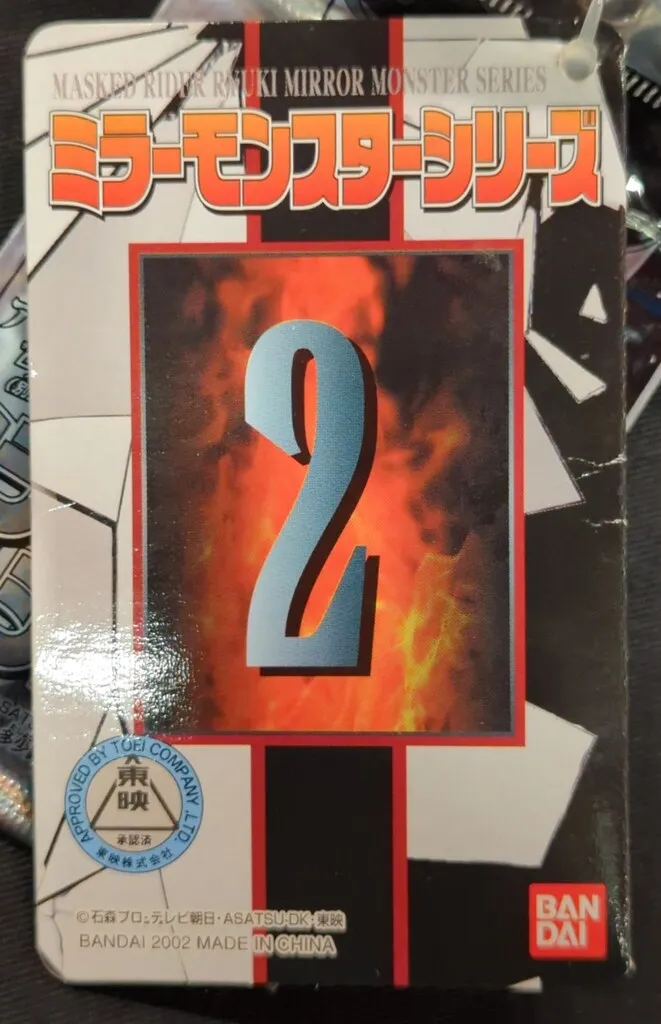 MASKED RIDER RYUKI MIRROR MONSTER SERIES
ミラーモンスターシリーズ
2
APPROVED BY TOEI COMPANY, LTD.
東映
承認済
東映株式会社
©石森プロ・テレビ朝日・ASATSU-DK・東映
BANDAI 2002 MADE IN CHINA
BAN
DAI